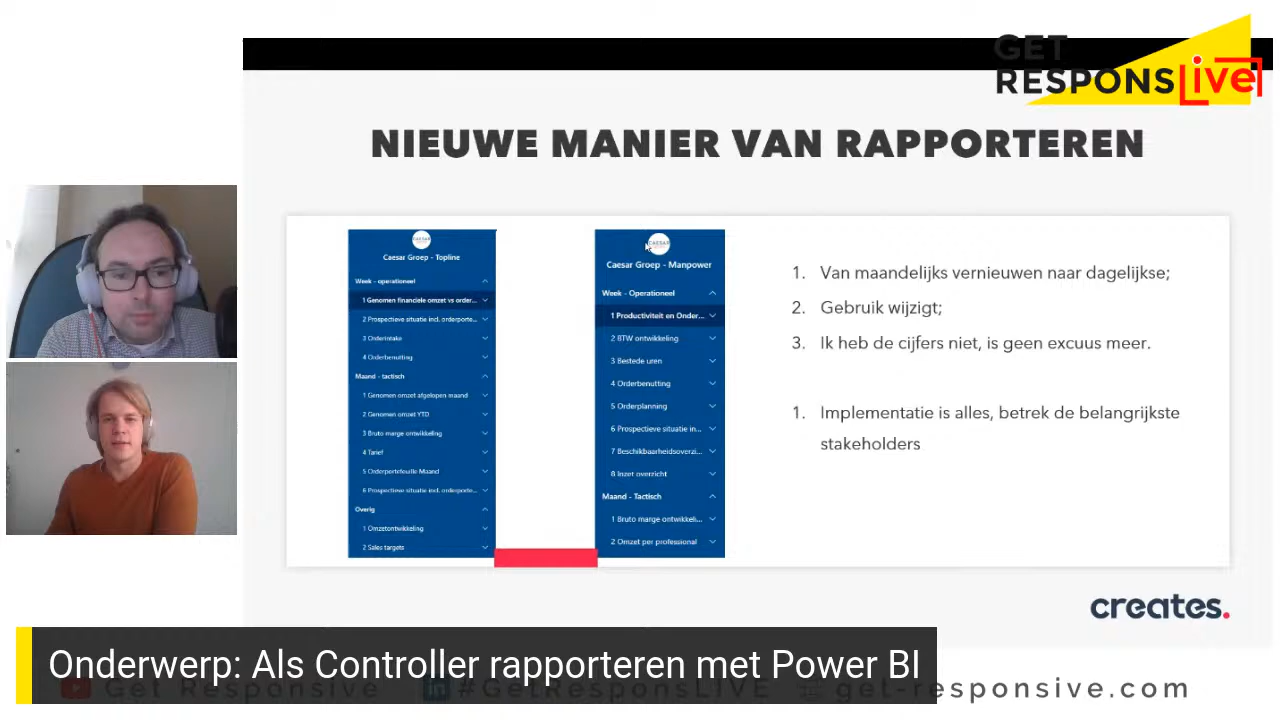 GET
RESPONSLive
NIEUWE MANIER VAN RAPPORTEREN
CAESAR
Caesar Groep - Topline
Week - operationeel
1 Genomen financiele omzet vs order...
2 Prospectieve situatie incl. orderporte...
3 Orderintake
4 Orderbenutting
Maand - tactisch
1 Genomen omzet afgelopen maand
2 Genomen omzet YTD
3 Bruto marge ontwikkeling
4 Tarief
5 Orderportefeuille Maand
6 Prospectieve situatie incl. orderporte...
Overig
1 Omzetontwikkeling
2 Sales targets
CAESAR
Caesar Groep - Manpower
Week - Operationeel
1 Productiviteit en Onder...
2 BTW ontwikkeling
3 Bestede uren
4 Orderbenutting
5 Orderplanning
6 Prospectieve situatie in...
7 Beschikbaarheidsoverzi...
8 Inzet overzicht
Maand - Tactisch
1 Bruto marge ontwikkeli...
2 Omzet per professional
1. Van maandelijks vernieuwen naar dagelijkse;
2. Gebruik wijzigt;
3. Ik heb de cijfers niet, is geen excuus meer.
1. Implementatie is alles, betrek de belangrijkste
stakeholders
creates.
Onderwerp: Als Controller rapporteren met Power BI
Get Responsive #GetResponsLIVE get-responsive.com